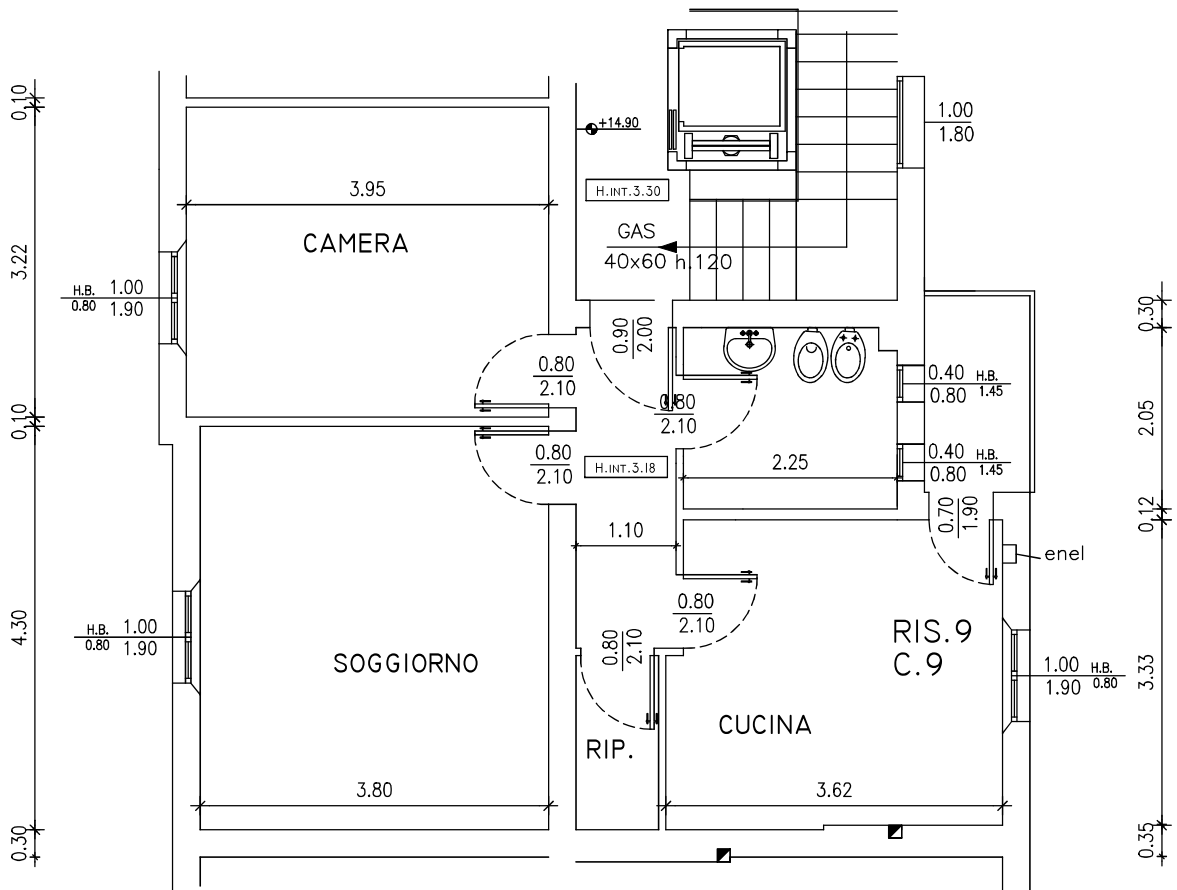 0.10
+14.90
1.00
1.80
3.95
H.INT.3.30
CAMERA
GAS
40x60 h.120
3.22
H.B. 1.00
0.80 1.90
0.30
0.90
2.00
0.80
2.10
0.40 H.B.
0.80 1.45
0.80
2.10
0.10
2.05
0.80
2.10
H.INT.3.18
2.25
0.40 H.B.
0.80 1.45
0.70
1.90
0.12
1.10
enel
4.30
H.B. 1.00
0.80 1.90
0.80
2.10
0.80
2.10
RIS.9
C.9
SOGGIORNO
1.00 H.B.
1.90 0.80
3.33
CUCINA
RIP.
3.80
3.62
0.30
0.35